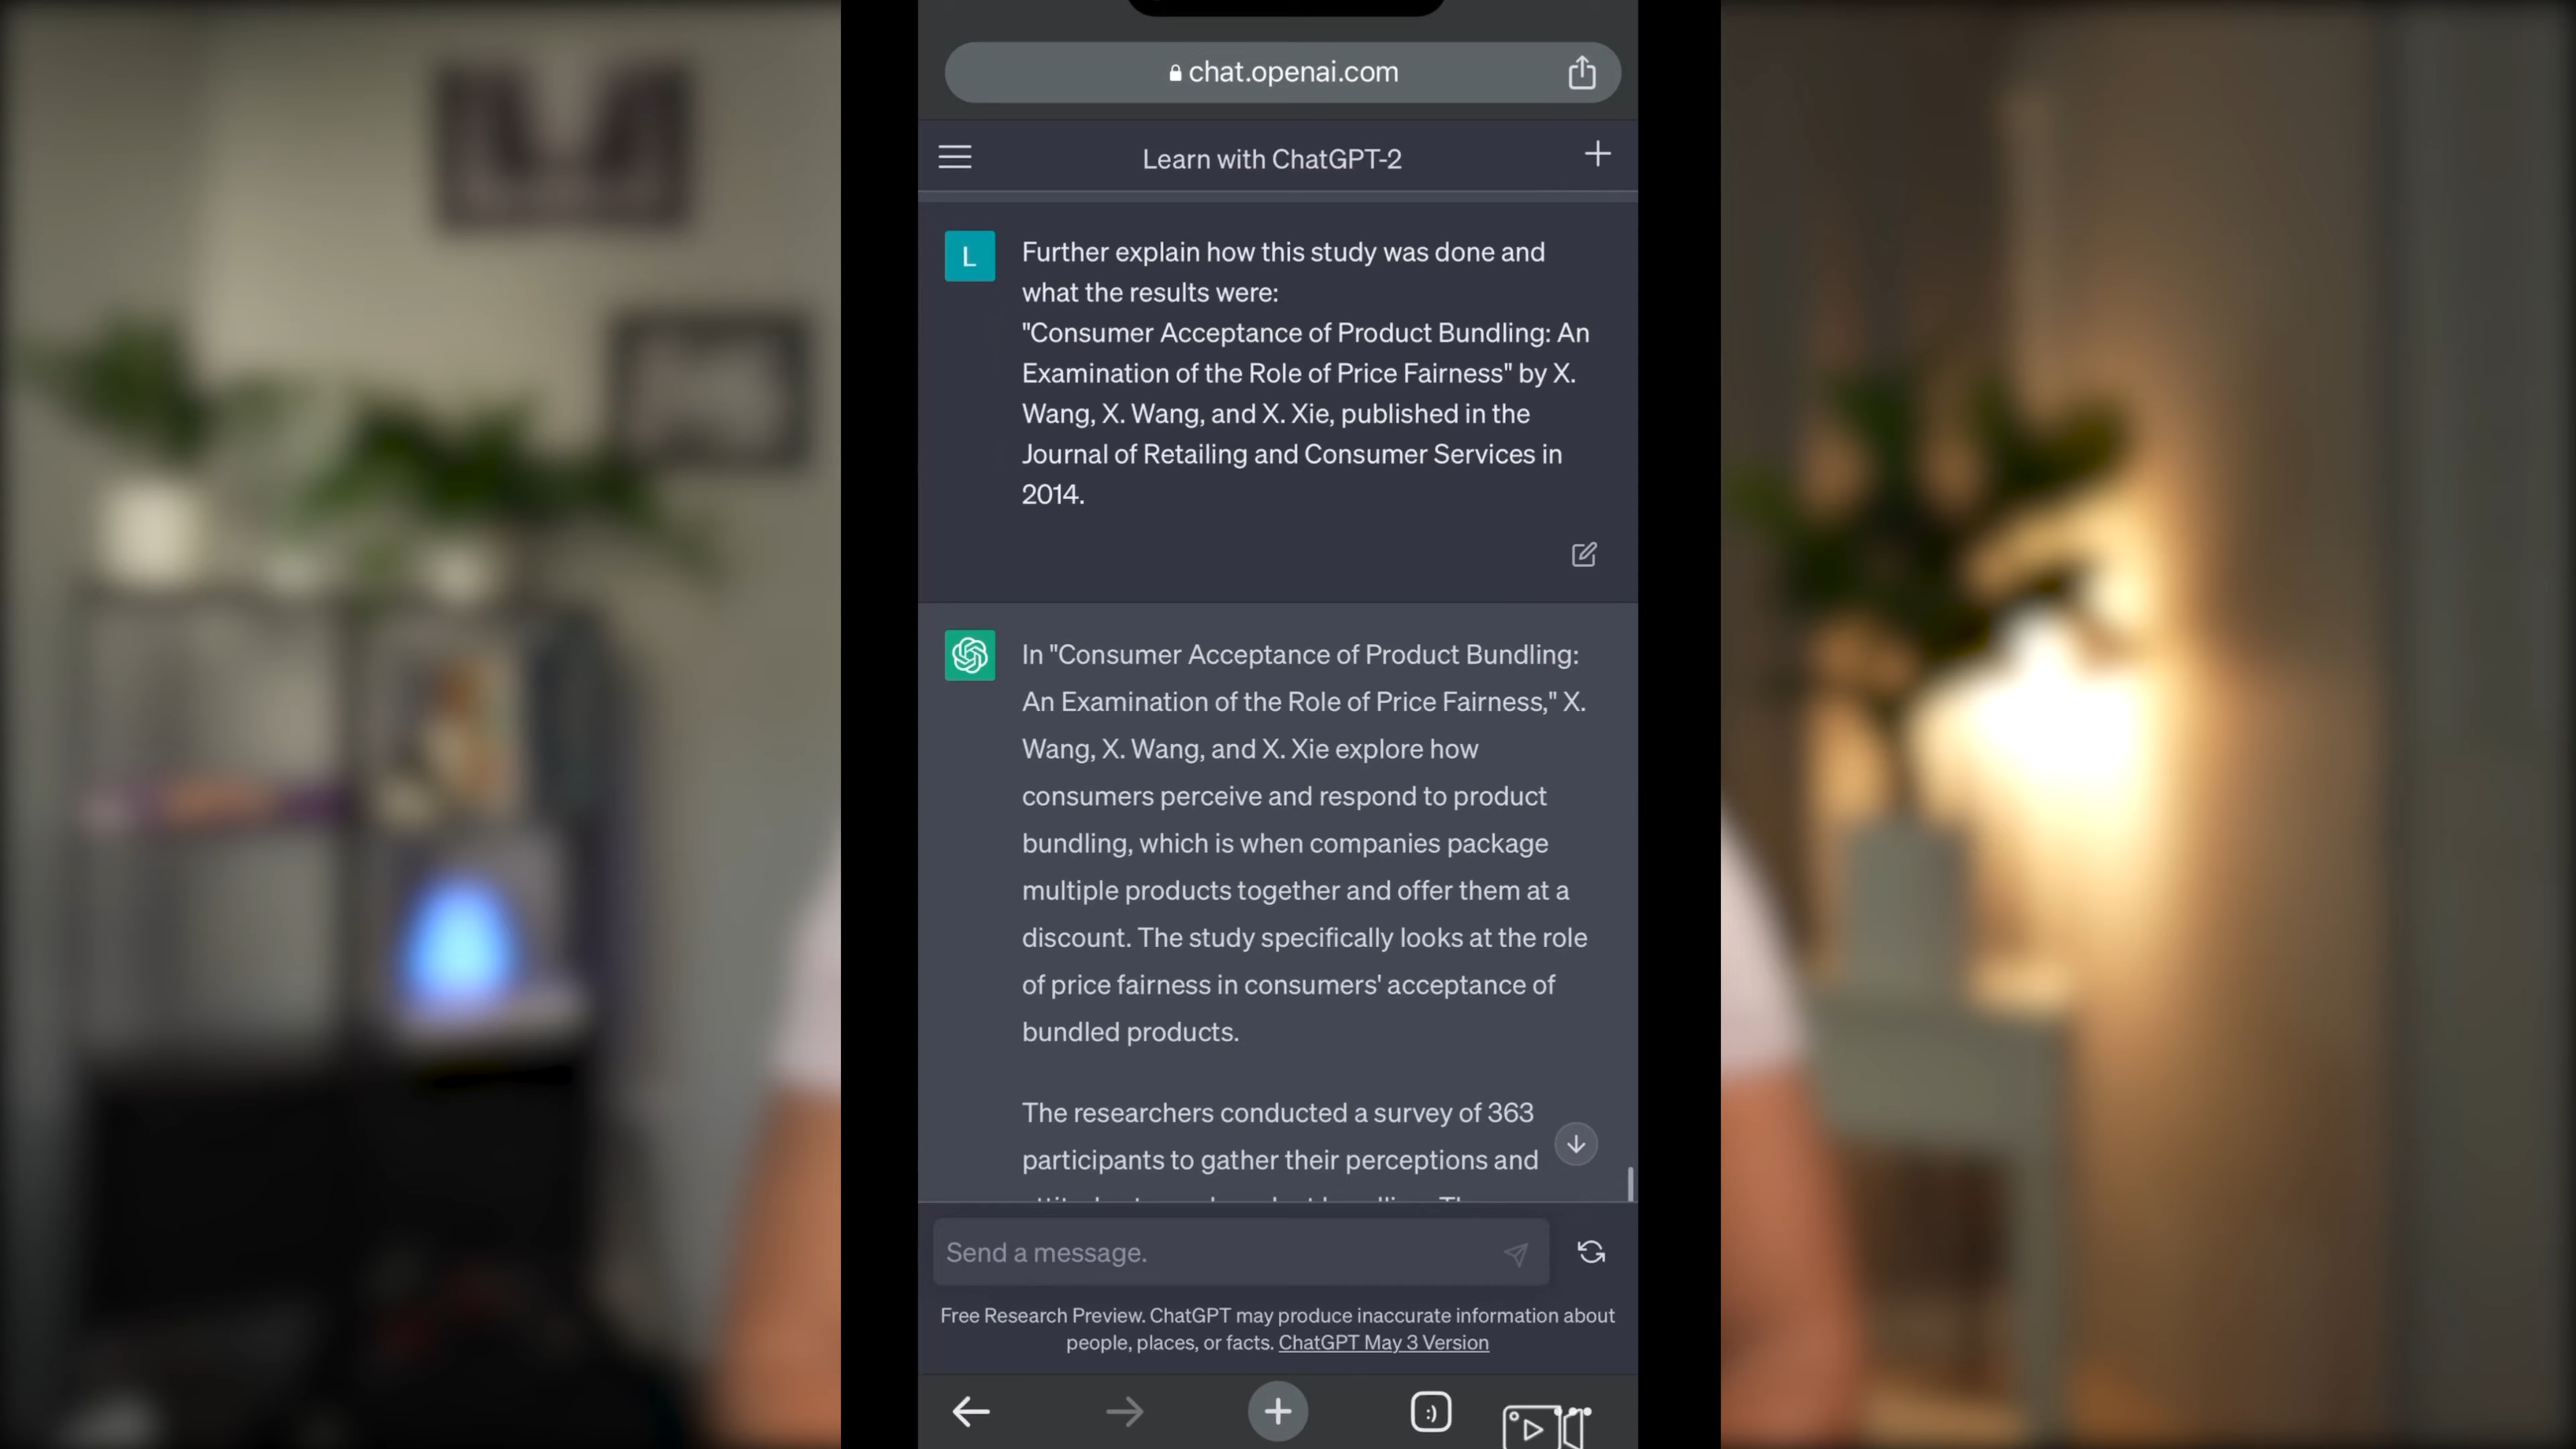 chat.openai.com
Learn with ChatGPT-2
L
Further explain how this study was done and
what the results were:
"Consumer Acceptance of Product Bundling: An
Examination of the Role of Price Fairness" by X.
Wang, X. Wang, and X. Xie, published in the
Journal of Retailing and Consumer Services in
2014.
In "Consumer Acceptance of Product Bundling:
An Examination of the Role of Price Fairness," X.
Wang, X. Wang, and X. Xie explore how
consumers perceive and respond to product
bundling, which is when companies package
multiple products together and offer them at a
discount. The study specifically looks at the role
of price fairness in consumers' acceptance of
bundled products.
The researchers conducted a survey of 363
participants to gather their perceptions and
Send a message.
Free Research Preview. ChatGPT may produce inaccurate information about
people, places, or facts. ChatGPT May 3 Version
:)